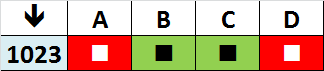 🡻 A B C D
1023 ■ ■ ■ ■